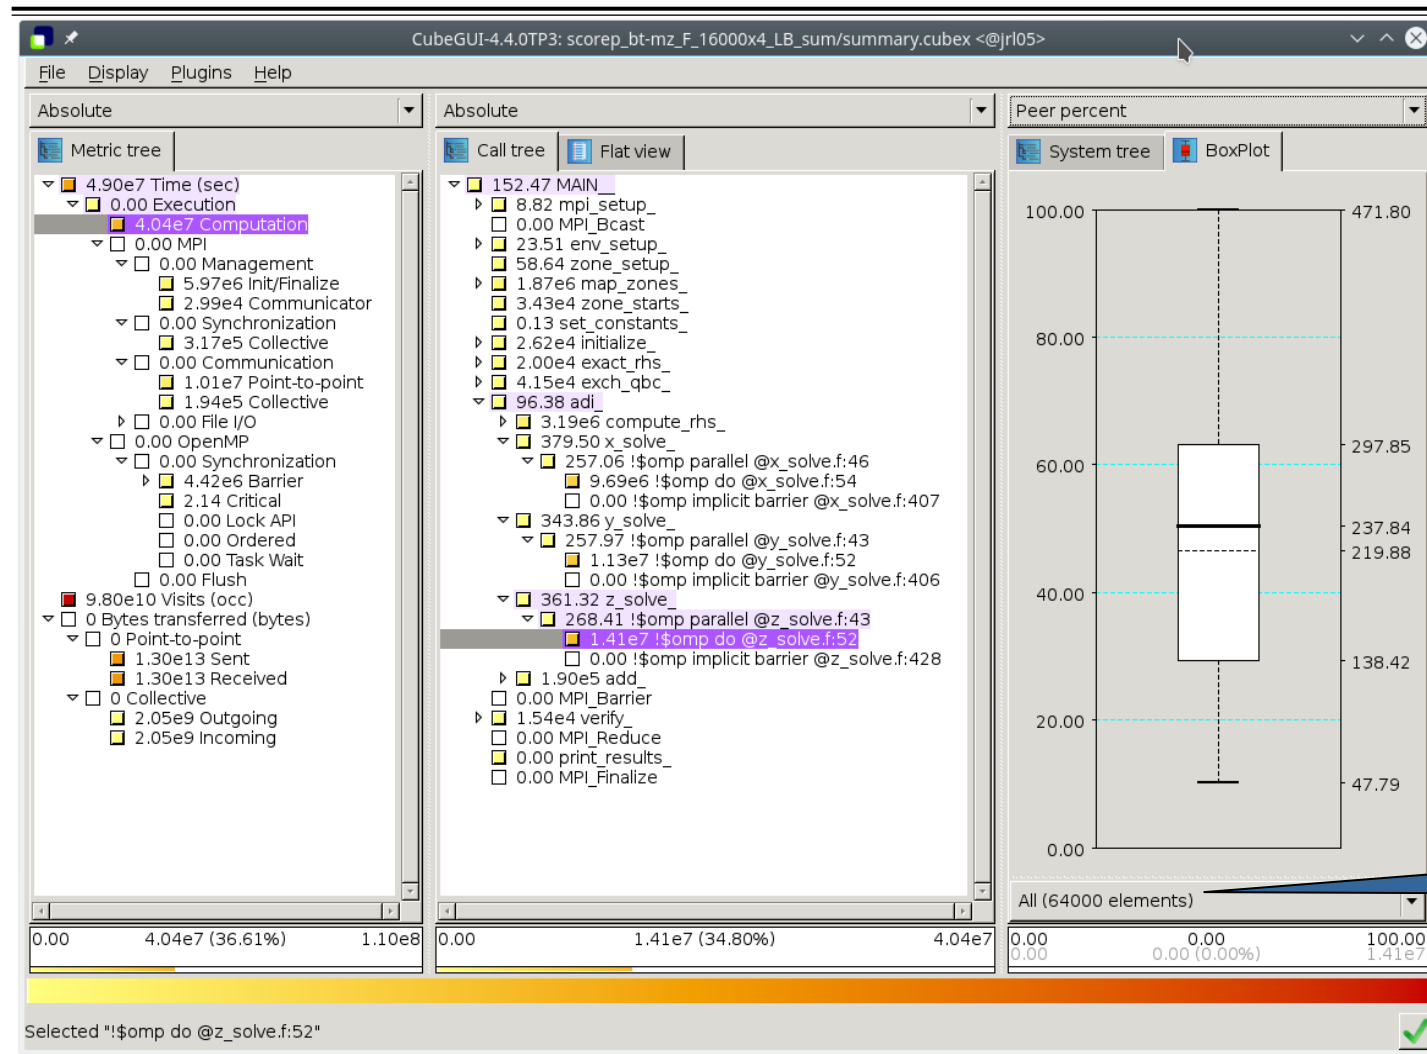 CubeGUI-4.4.0TP3: scorep_bt-mz_F_16000x4_LB_sum/summary.cubex <@jrl05>
File Display Plugins Help
Absolute
Metric tree
4.90e7 Time (sec)
0.00 Execution
4.04e7 Computation
0.00 MPI
0.00 Management
5.97e6 Init/Finalize
2.99e4 Communicator
0.00 Synchronization
3.17e5 Collective
0.00 Communication
1.01e7 Point-to-point
1.94e5 Collective
0.00 File I/O
0.00 OpenMP
0.00 Synchronization
4.42e6 Barrier
2.14 Critical
0.00 Lock API
0.00 Ordered
0.00 Task Wait
0.00 Flush
9.80e10 Visits (occ)
0 Bytes transferred (bytes)
0 Point-to-point
1.30e13 Sent
1.30e13 Received
0 Collective
2.05e9 Outgoing
2.05e9 Incoming
0.00 4.04e7 (36.61%) 1.10e8
Absolute
Call tree Flat view
152.47 MAIN__
8.82 mpi_setup_
0.00 MPI_Bcast
23.51 env_setup_
58.64 zone_setup_
1.87e6 map_zones_
3.43e4 zone_starts_
0.13 set_constants_
2.62e4 initialize_
2.00e4 exact_rhs_
4.15e4 exch_qbc_
96.38 adi_
3.19e6 compute_rhs_
379.50 x_solve_
257.06 !$omp parallel @x_solve.f:46
9.69e6 !$omp do @x_solve.f:54
0.00 !$omp implicit barrier @x_solve.f:407
343.86 y_solve_
257.97 !$omp parallel @y_solve.f:43
1.13e7 !$omp do @y_solve.f:52
0.00 !$omp implicit barrier @y_solve.f:406
361.32 z_solve_
268.41 !$omp parallel @z_solve.f:43
1.41e7 !$omp do @z_solve.f:52
0.00 !$omp implicit barrier @z_solve.f:428
1.90e5 add_
0.00 MPI_Barrier
1.54e4 verify_
0.00 MPI_Reduce
0.00 print_results_
0.00 MPI_Finalize
0.00 1.41e7 (34.80%) 4.04e7
Peer percent
System tree BoxPlot
100.00 471.80
80.00
297.85
60.00
237.84
219.88
40.00
138.42
20.00
47.79
0.00
All (64000 elements)
0.00 0.00 100.00
0.00 0.00 (0.00%) 1.41e7
Selected "!$omp do @z_solve.f:52"